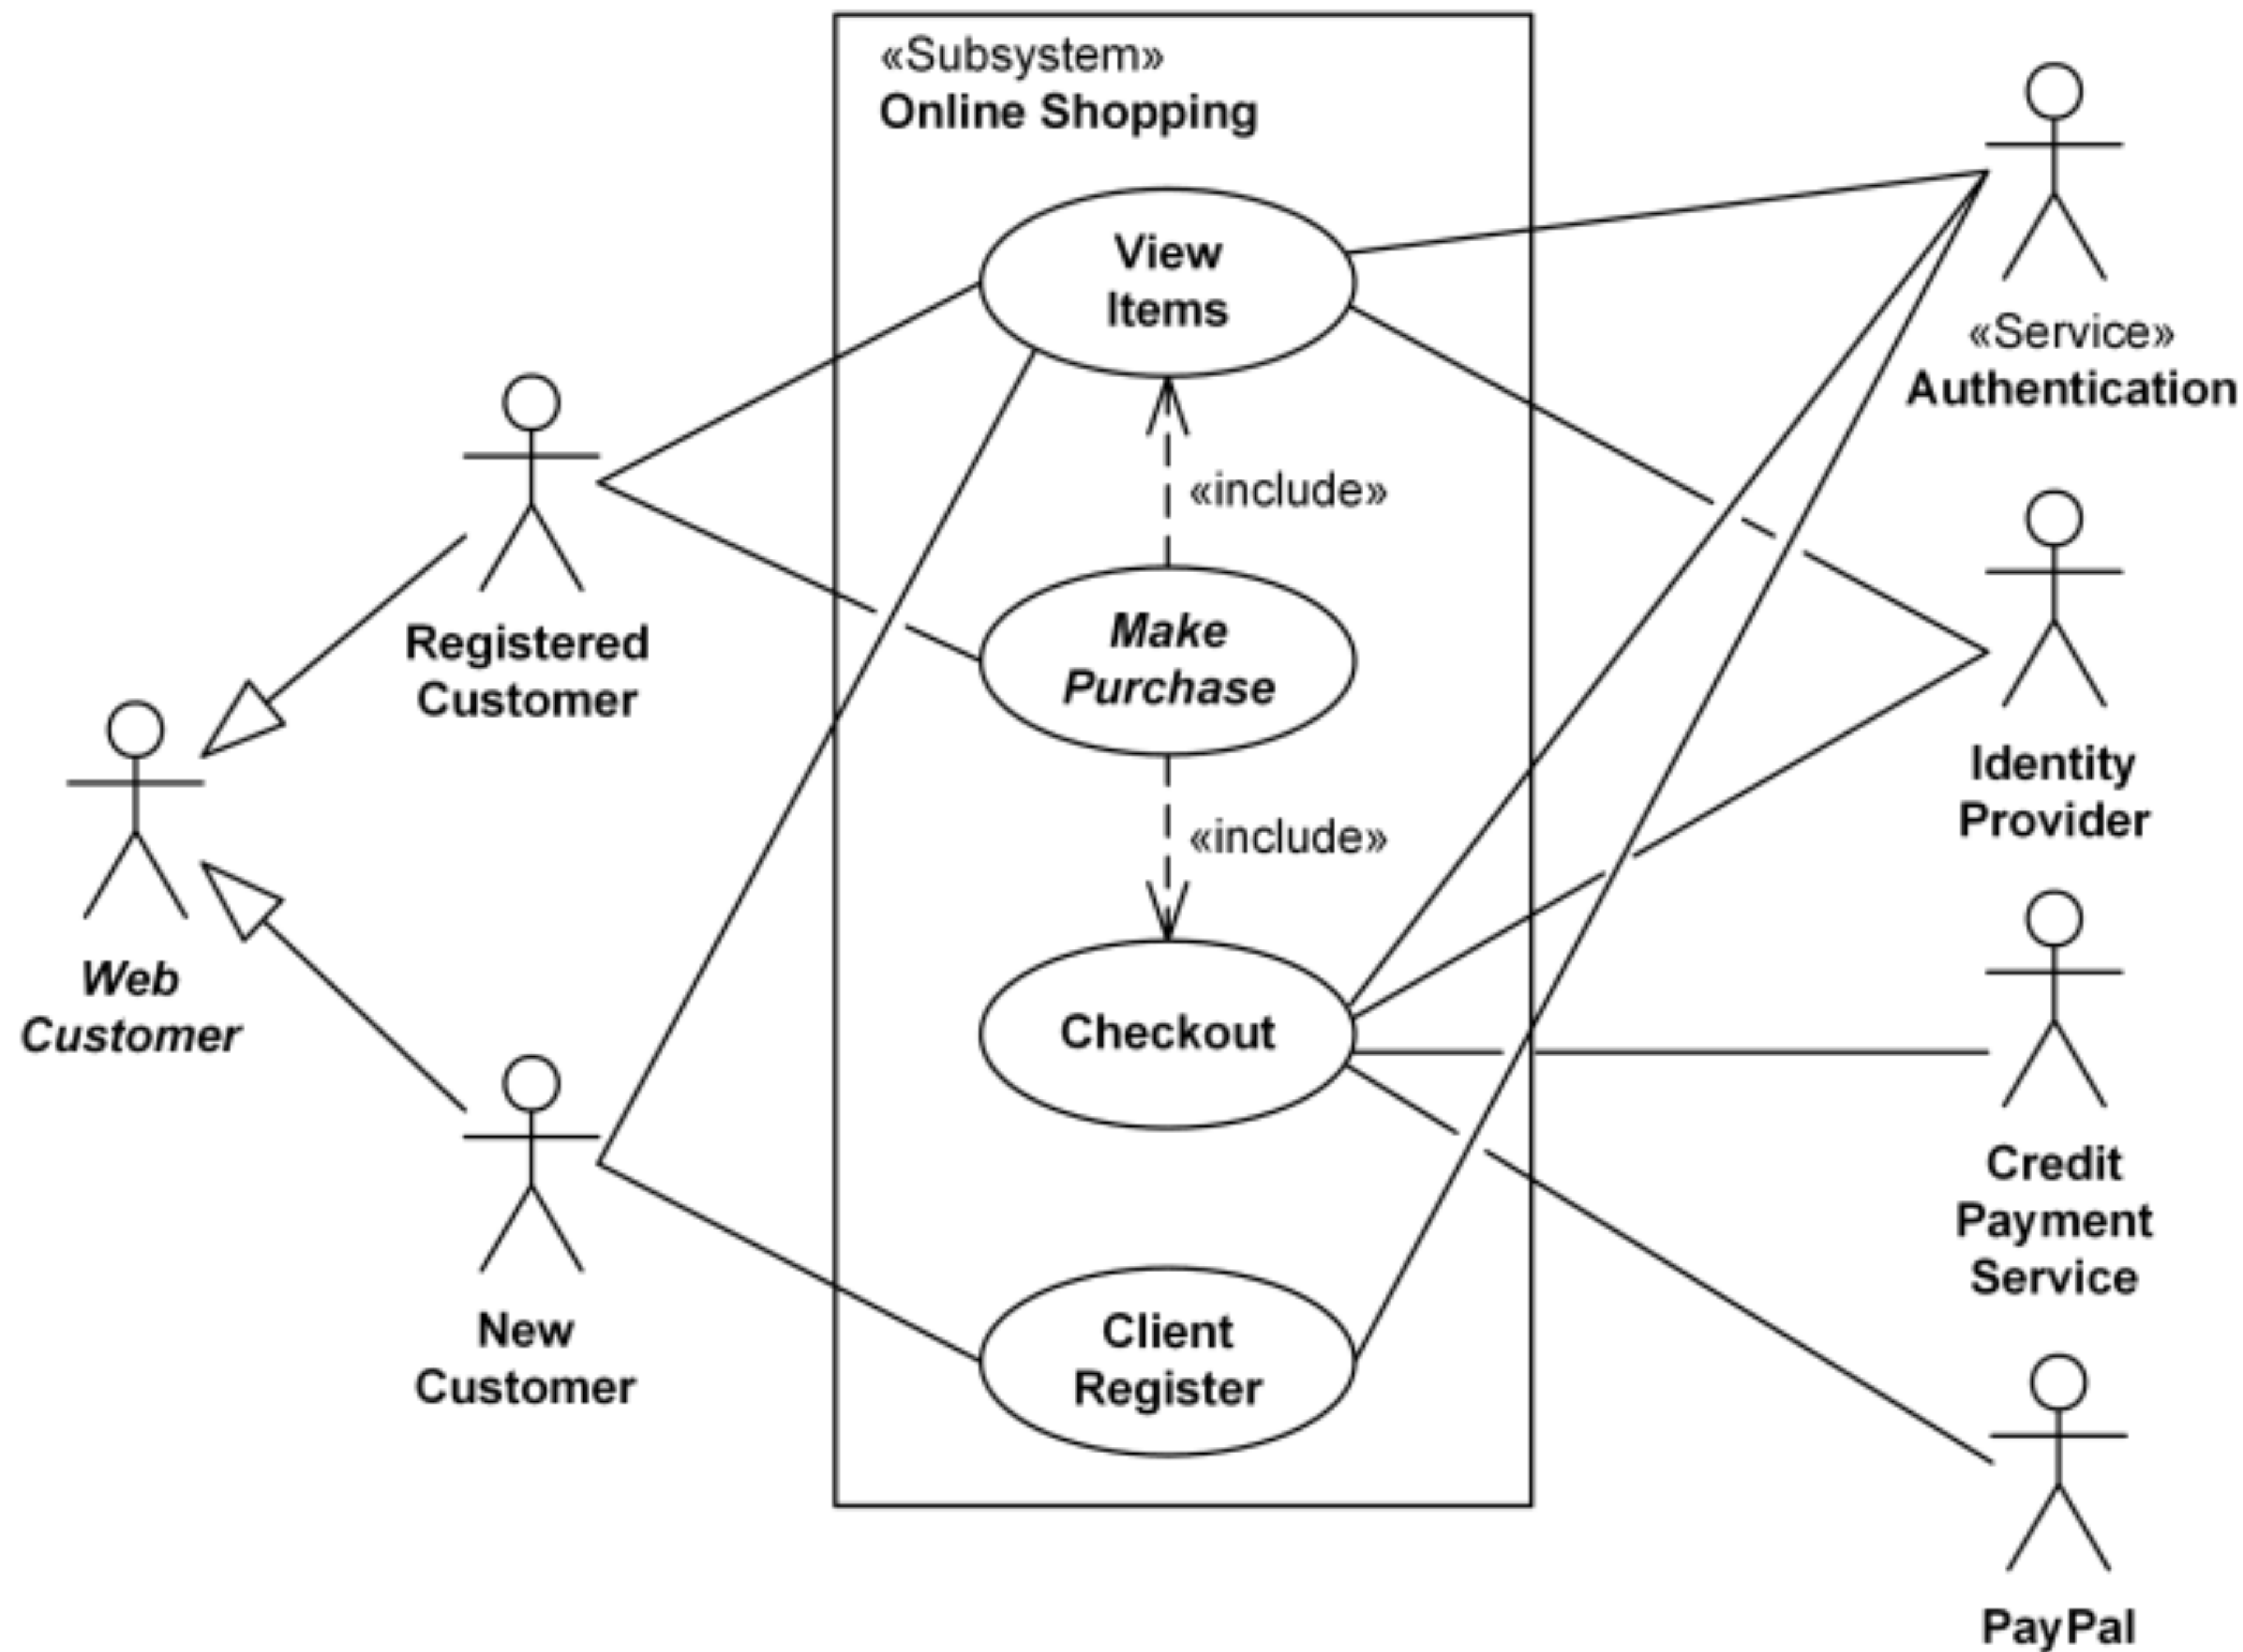 «Subsystem»
Online Shopping
View
Items
«include»
Make
Purchase
«include»
Checkout
Client
Register
Registered
Customer
Web
Customer
New
Customer
«Service»
Authentication
Identity
Provider
Credit
Payment
Service
PayPal